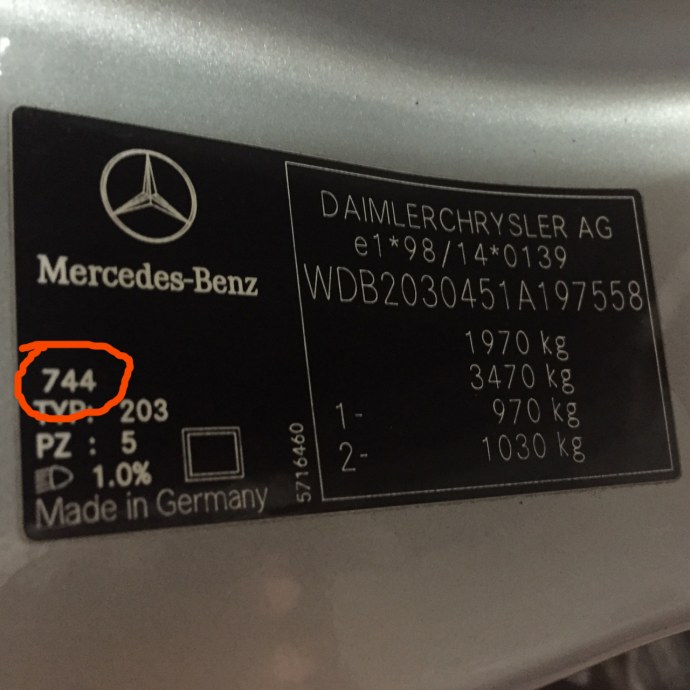 Mercedes-Benz
744
TYP: 203
PZ : 5
1.0%
Made in Germany
5716460
DAIMLERCHRYSLER AG
e1*98/14*0139
WDB2030451A197558
1970 kg
3470 kg
1- 970 kg
2- 1030 kg